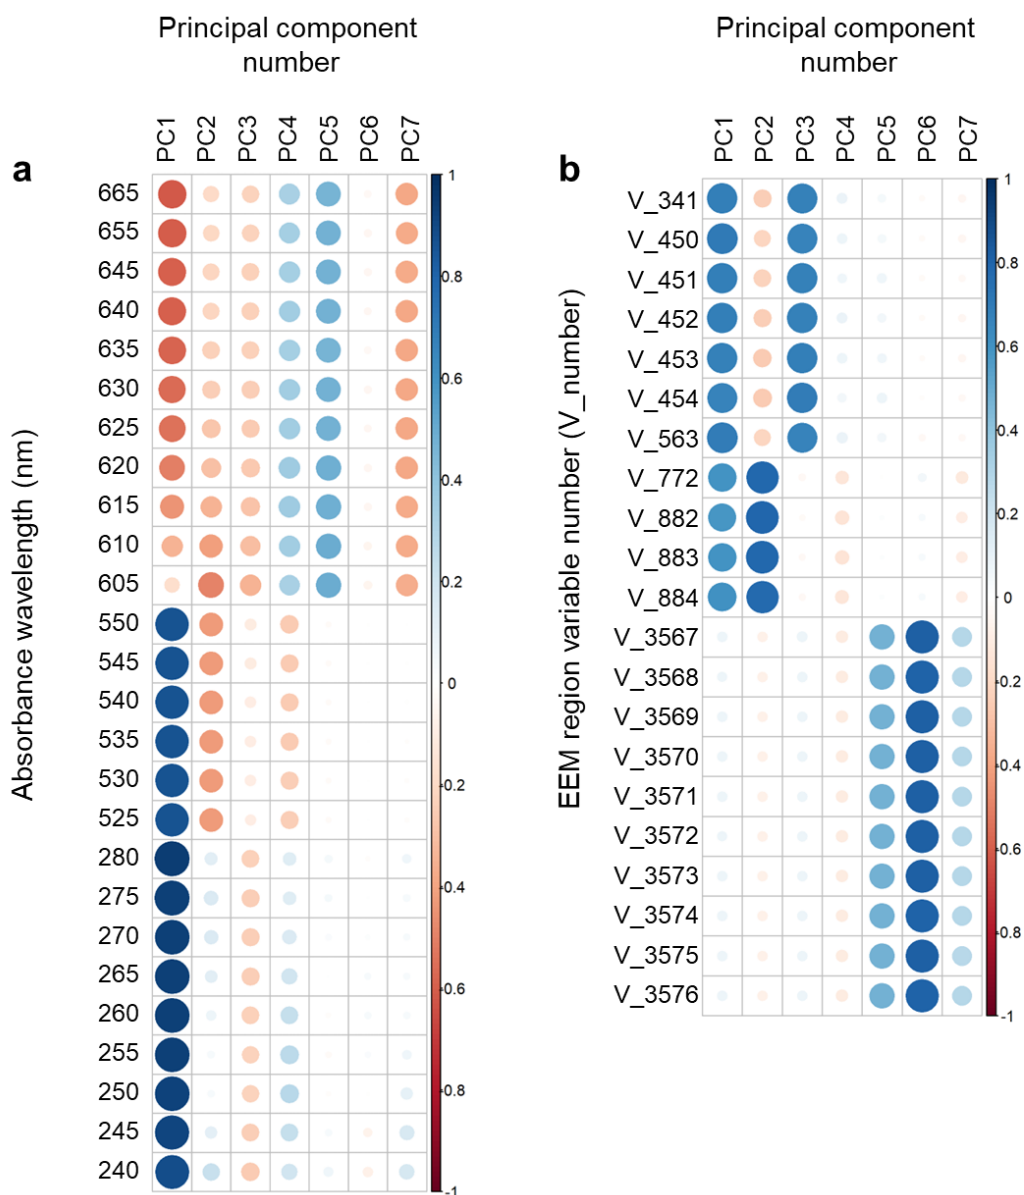 Principal component
number
Principal component
number
PC1
PC2
PC3
PC4
PC5
PC6
PC7
PC1
PC2
PC3
PC4
PC5
PC6
PC7
a
b
Absorbance wavelength (nm)
665
655
645
640
635
630
625
620
615
610
605
550
545
540
535
530
525
280
275
270
265
260
255
250
245
240
1
0.8
0.6
0.4
0.2
0
-0.2
-0.4
-0.6
-0.8
-1
EEM region variable number (V_number)
V_341
V_450
V_451
V_452
V_453
V_454
V_563
V_772
V_882
V_883
V_884
V_3567
V_3568
V_3569
V_3570
V_3571
V_3572
V_3573
V_3574
V_3575
V_3576
1
0.8
0.6
0.4
0.2
0
-0.2
-0.4
-0.6
-0.8
-1